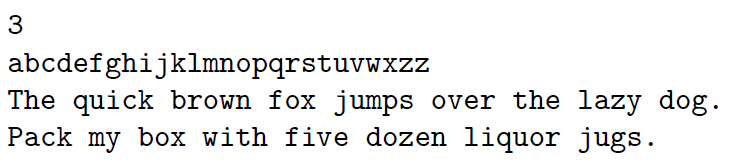 3
abcdefghijklmnopqrstuvwxzz
The quick brown fox jumps over the lazy dog.
Pack my box with five dozen liquor jugs.